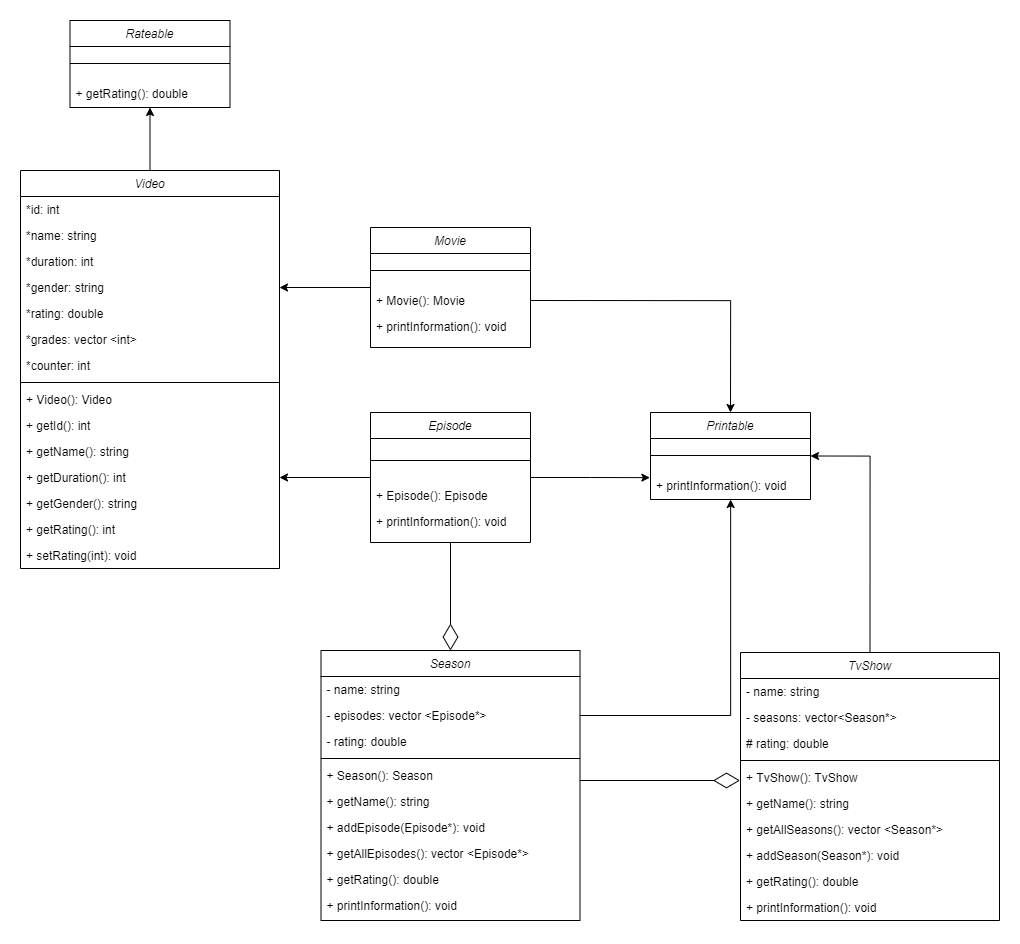 Rateable
+ getRating(): double
Video
*id: int
*name: string
*duration: int
*gender: string
*rating: double
*grades: vector <int>
*counter: int
+ Video(): Video
+ getId(): int
+ getName(): string
+ getDuration(): int
+ getGender(): string
+ getRating(): int
+ setRating(int): void
Movie
+ Movie(): Movie
+ printInformation(): void
Episode
+ Episode(): Episode
+ printInformation(): void
Printable
+ printInformation(): void
Season
- name: string
- episodes: vector <Episode*>
- rating: double
+ Season(): Season
+ getName(): string
+ addEpisode(Episode*): void
+ getAllEpisodes(): vector <Episode*>
+ getRating(): double
+ printInformation(): void
TvShow
- name: string
- seasons: vector<Season*>
# rating: double
+ TvShow(): TvShow
+ getName(): string
+ getAllSeasons(): vector <Season*>
+ addSeason(Season*): void
+ getRating(): double
+ printInformation(): void